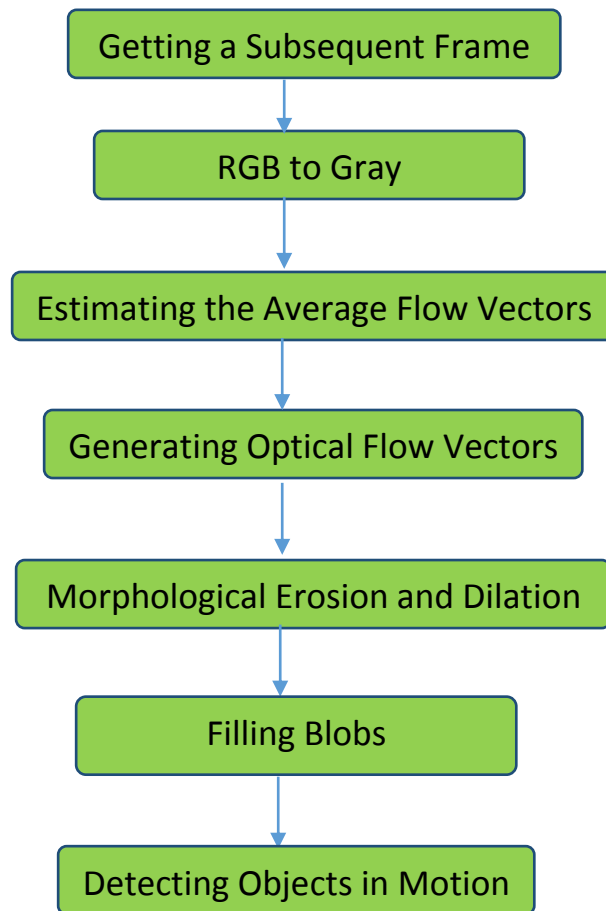 Getting a Subsequent Frame
RGB to Gray
Estimating the Average Flow Vectors
Generating Optical Flow Vectors
Morphological Erosion and Dilation
Filling Blobs
Detecting Objects in Motion